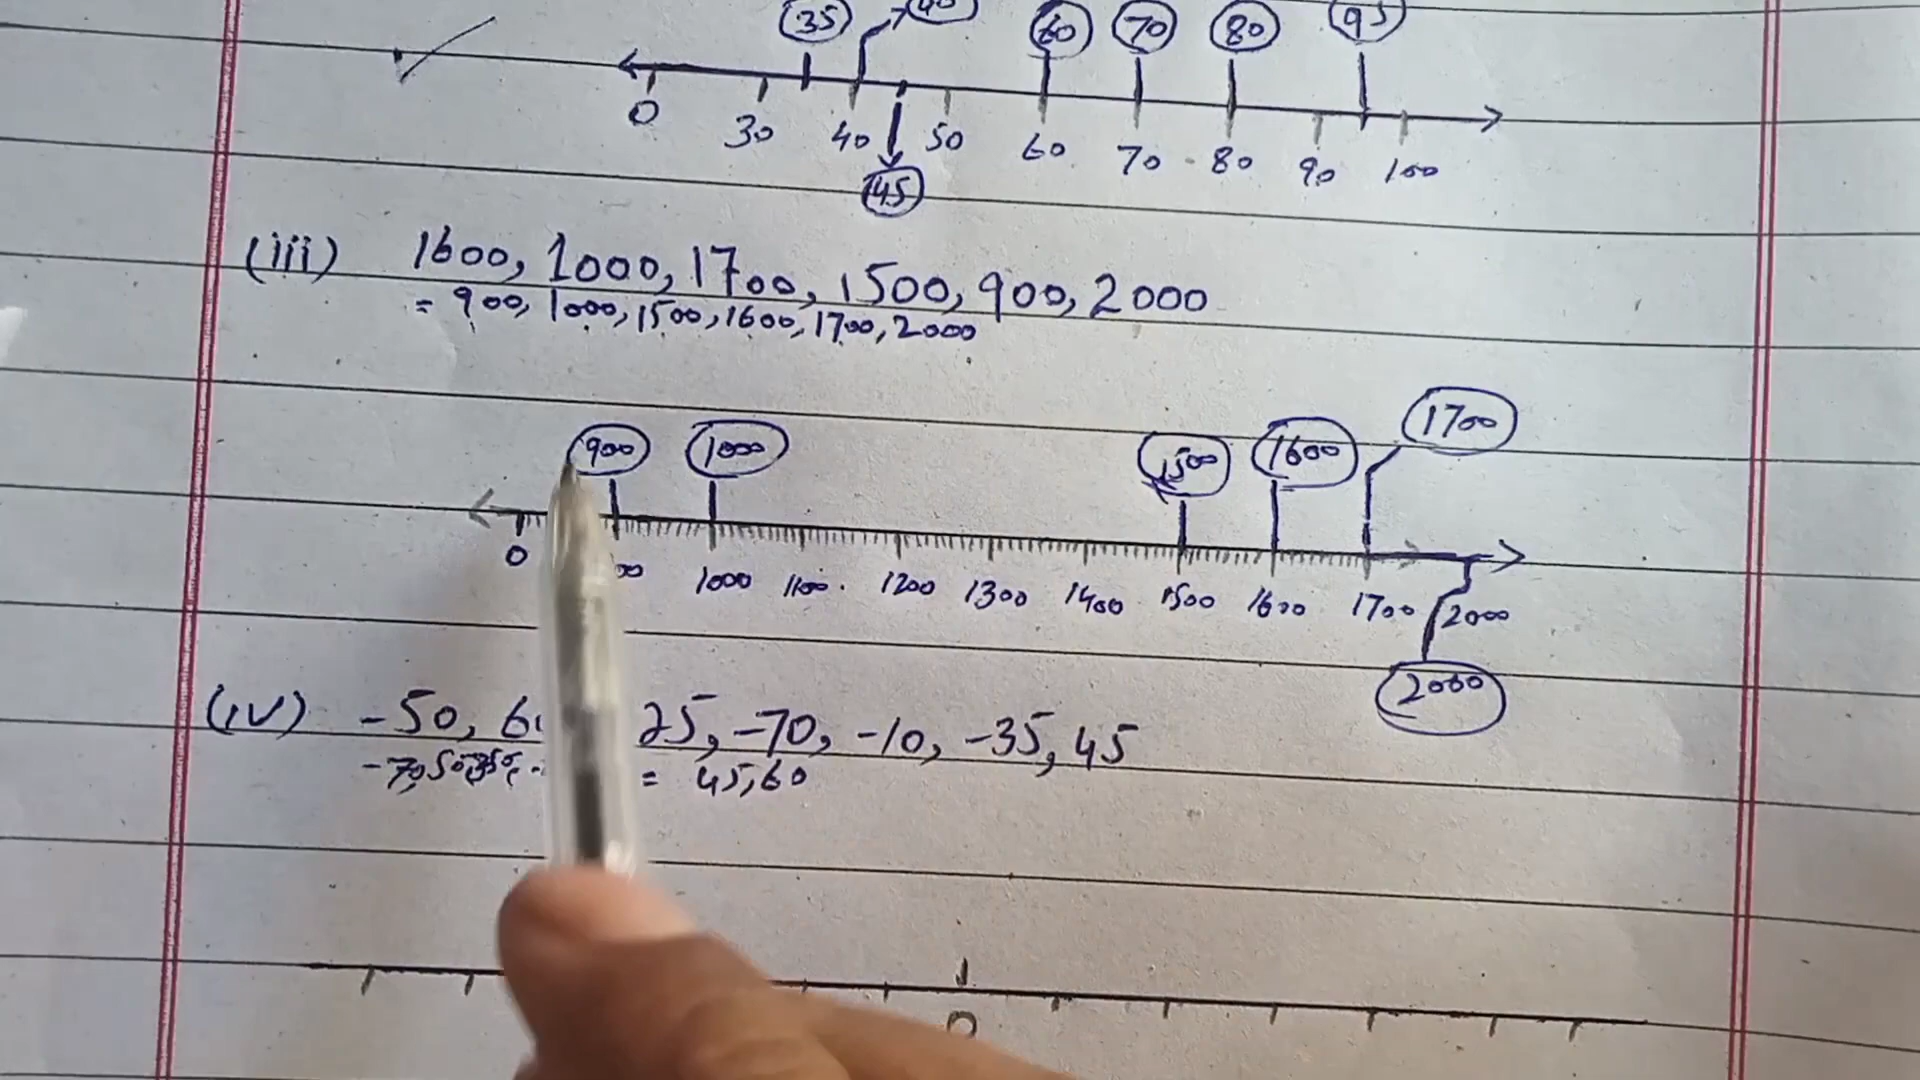 35 60 70 80 95
0 30 40 50 60 70 80 90 100
45
(iii) 1600, 1000, 1700, 1500, 900, 2000
= 900, 1000, 1500, 1600, 1700, 2000
900 1000 1500 1600 1700
0 1000 1100 1200 1300 1400 1500 1600 1700 2000
2000
(iv) -50, 25, -70, -10, -35, 45
= 45, 60
0